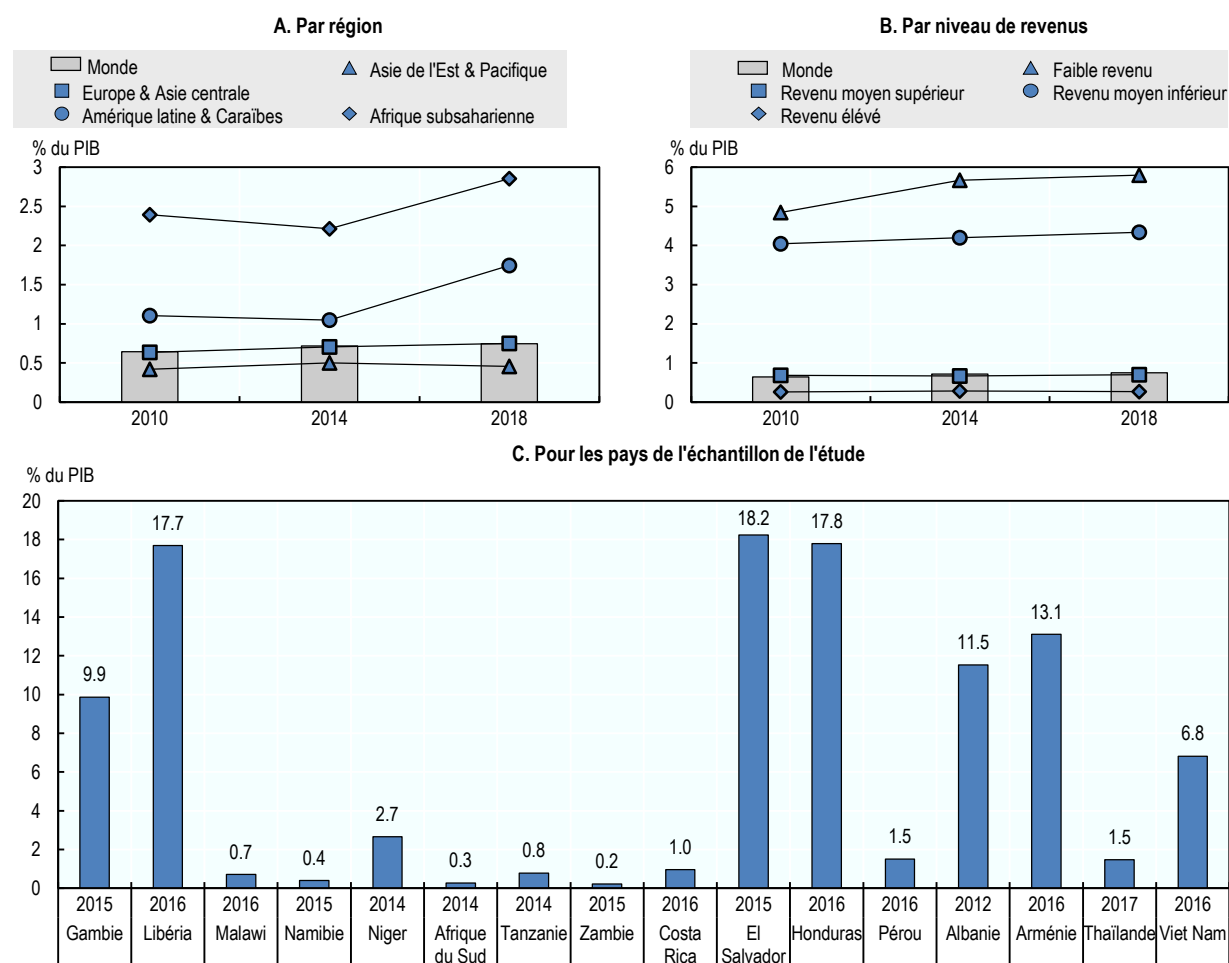 A. Par région
Monde
Asie de l'Est & Pacifique
Europe & Asie centrale
Amérique latine & Caraïbes
Afrique subsaharienne
% du PIB
3
2.5
2
1.5
1
0.5
0
2010 2014 2018
B. Par niveau de revenus
Monde
Faible revenu
Revenu moyen supérieur
Revenu moyen inférieur
Revenu élévé
% du PIB
6
5
4
3
2
1
0
2010 2014 2018
C. Pour les pays de l'échantillon de l'étude
% du PIB
20
18
16
14
12
10
8
6
4
2
0
9.9 17.7 0.7 0.4 2.7 0.3 0.8 0.2 1.0 18.2 17.8 1.5 11.5 13.1 1.5 6.8
2015 2016 2016 2015 2014 2014 2014 2015 2016 2015 2016 2016 2012 2016 2017 2016
Gambie Libéria Malawi Namibie Niger Afrique Tanzanie Zambie Costa El Honduras Pérou Albanie Arménie Thaïlande Viet Nam
du Sud Rica Salvador